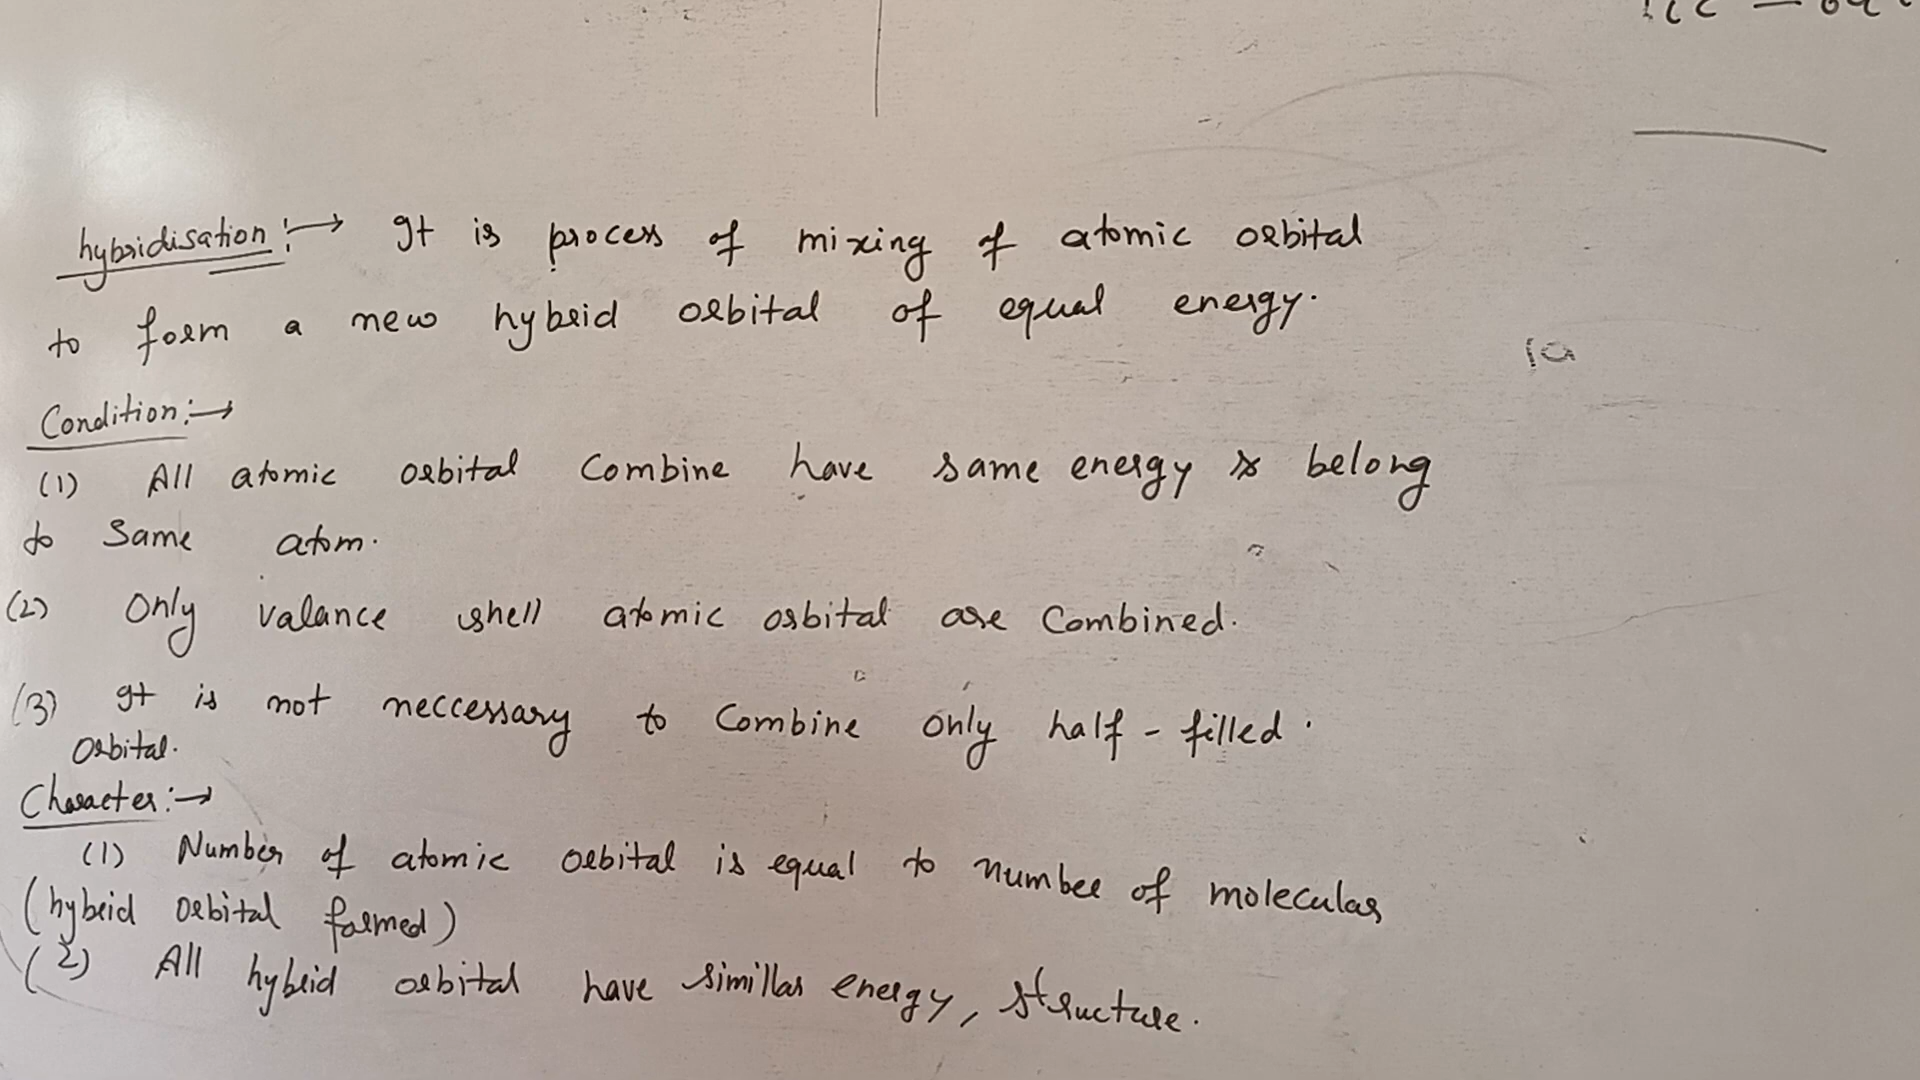 hybridisation :→ It is process of mixing of atomic orbital
to form a new hybrid orbital of equal energy.
Condition :→
(1) All atomic orbital combine have same energy & belong
to same atom.
(2) Only valance shell atomic orbital are combined.
(3) It is not neccessary to combine only half-filled.
orbital.
Character :→
(1) Number of atomic orbital is equal to number of molecular
(hybrid orbital formed)
(2) All hybrid orbital have simillar energy, structure.